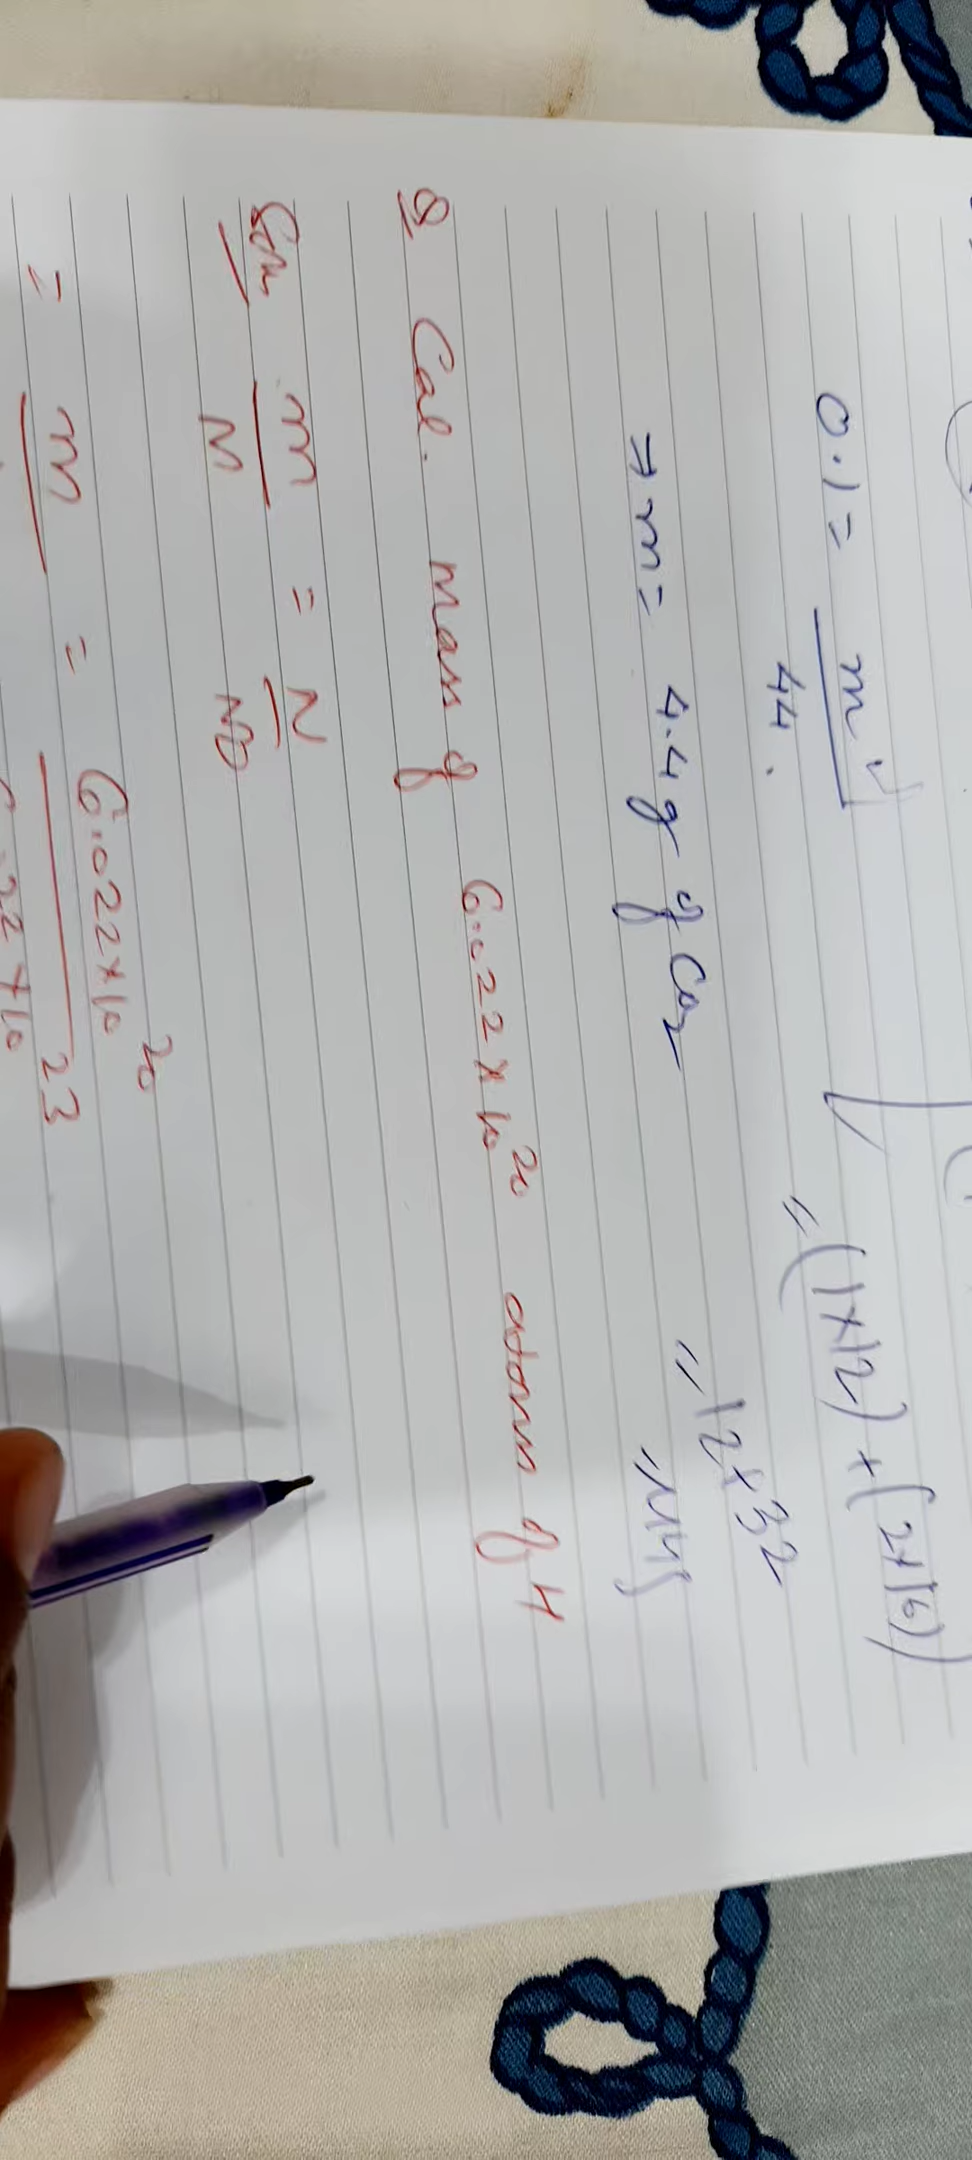 = (1×12) + (2×16)
0.1 = m/44
= 12+32
= 44g
⇒ m = 4.4 g of CO2
Q Cal. mass of 6.022×10^20 atoms of H
Soln m/M = N/N0
= m/ = 6.022×10^20/6.022×10^23